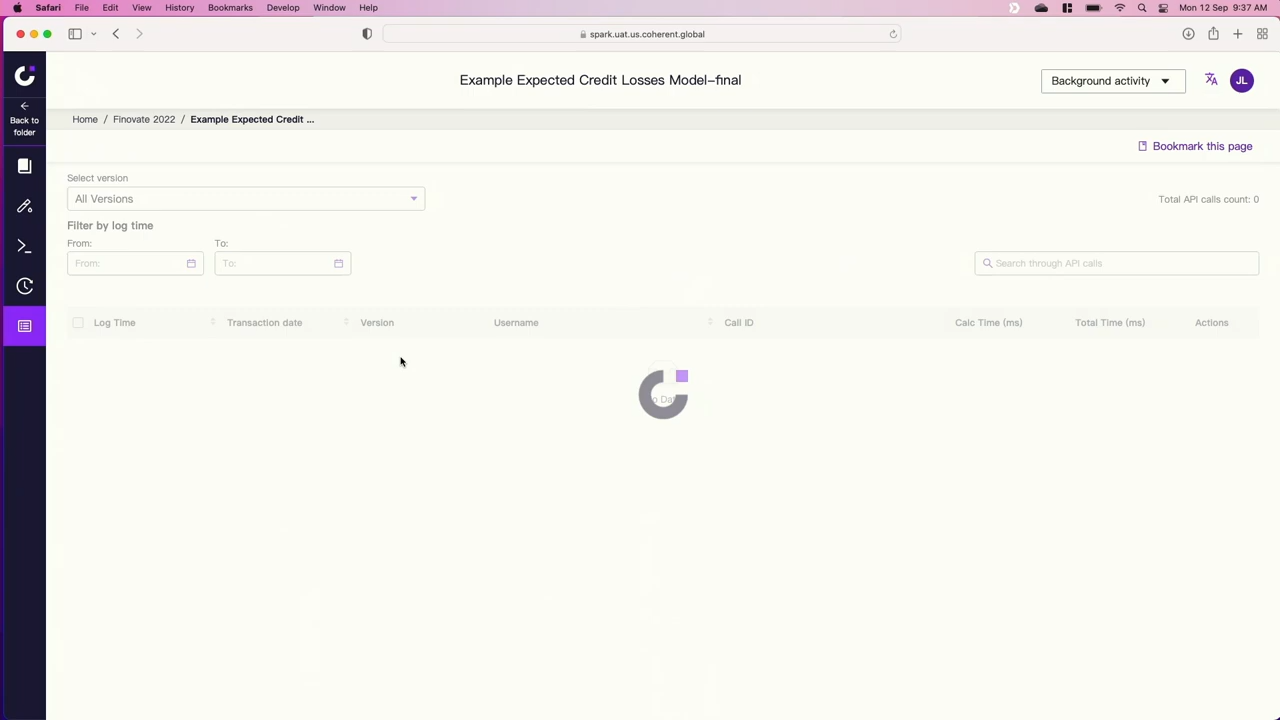 Safari File Edit View History Bookmarks Develop Window Help Mon 12 Sep 9:37 AM
spark.uat.us.coherent.global
Example Expected Credit Losses Model-final
Background activity
JL
Back to
folder
Home / Finovate 2022 / Example Expected Credit ...
Bookmark this page
Select version
All Versions
Total API calls count: 0
Filter by log time
From: To:
From: To: Search through API calls
Log Time Transaction date Version Username Call ID Calc Time (ms) Total Time (ms) Actions